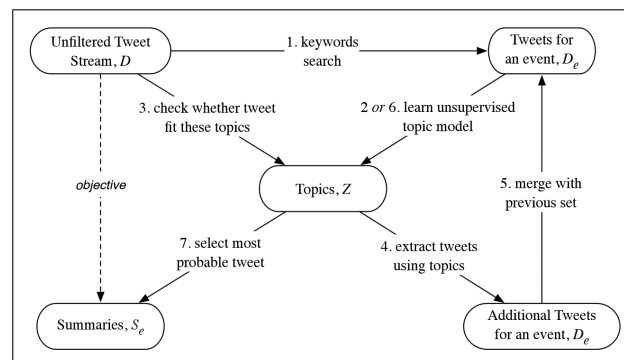 Unfiltered Tweet
Stream, D
1. keywords
search
Tweets for
an event, Dₑ
3. check whether tweet
fit these topics
2 or 6. learn unsupervised
topic model
objective
Topics, Z
5. merge with
previous set
7. select most
probable tweet
4. extract tweets
using topics
Summaries, Sₑ
Additional Tweets
for an event, Dₑ